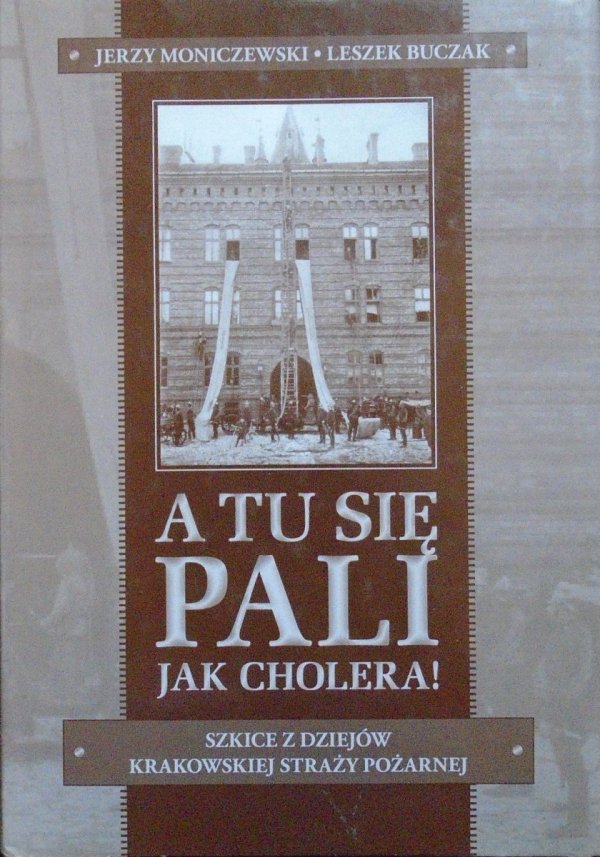 JERZY MONICZEWSKI • LESZEK BUCZAK
A TU SIĘ
PALI
JAK CHOLERA!
SZKICE Z DZIEJÓW
KRAKOWSKIEJ STRAŻY POŻARNEJ